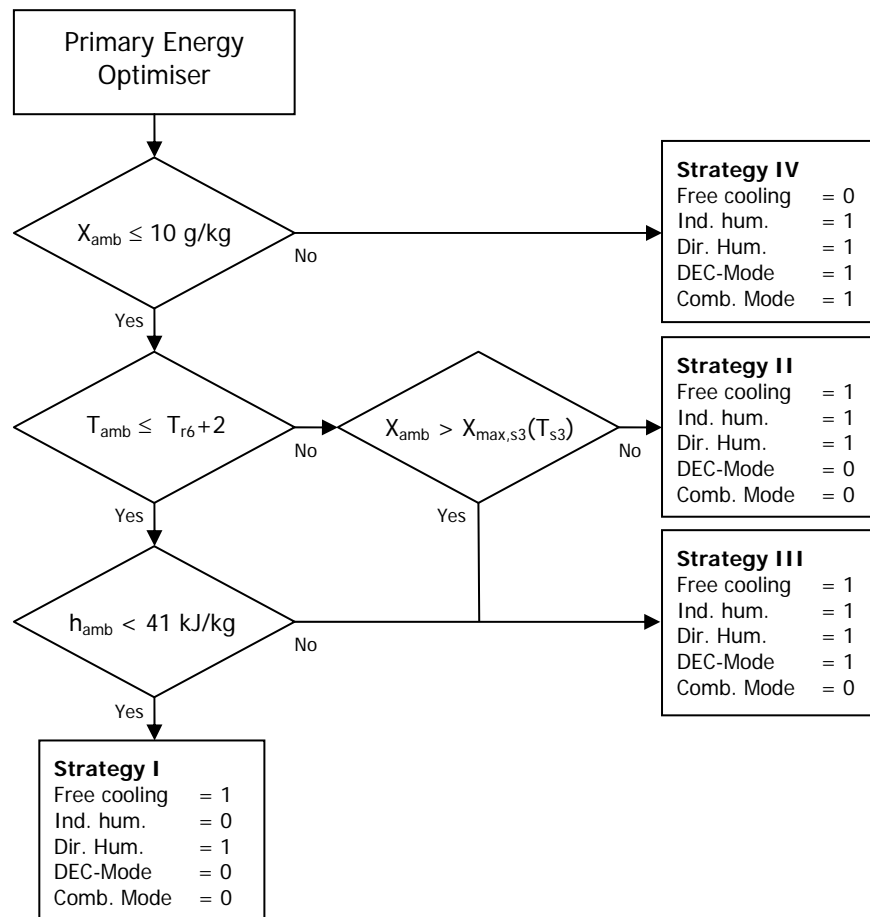 Primary Energy
Optimiser
X_amb ≤ 10 g/kg
No
Yes
Strategy IV
Free cooling = 0
Ind. hum. = 1
Dir. Hum. = 1
DEC-Mode = 1
Comb. Mode = 1
T_amb ≤ T_r6+2
No
Yes
X_amb > X_max,s3(T_s3)
No
Yes
Strategy II
Free cooling = 1
Ind. hum. = 1
Dir. Hum. = 1
DEC-Mode = 0
Comb. Mode = 0
h_amb < 41 kJ/kg
No
Yes
Strategy III
Free cooling = 1
Ind. hum. = 1
Dir. Hum. = 1
DEC-Mode = 1
Comb. Mode = 0
Strategy I
Free cooling = 1
Ind. hum. = 0
Dir. Hum. = 1
DEC-Mode = 0
Comb. Mode = 0